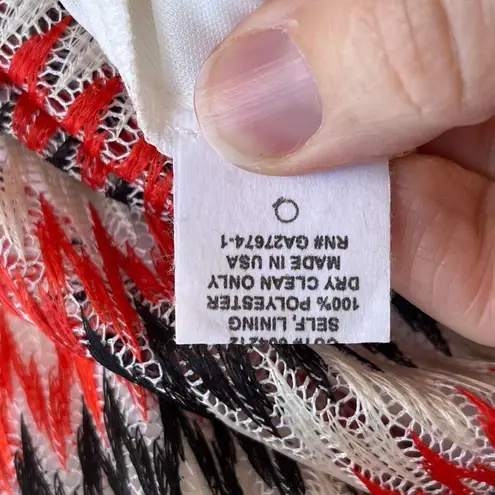 SELF, LINING
100% POLYESTER
DRY CLEAN ONLY
MADE IN USA
RN# GA27674-1